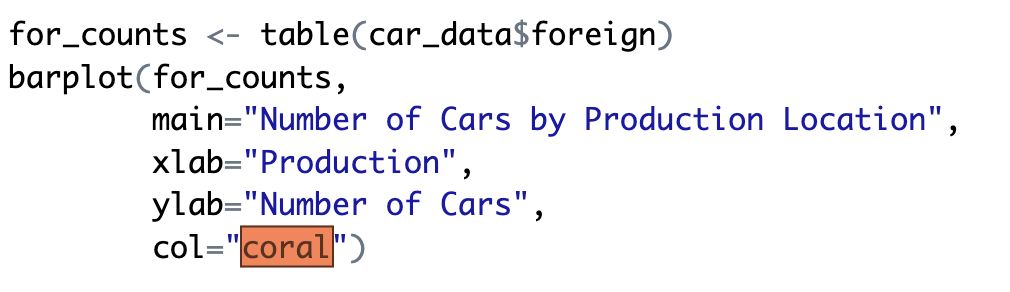 for_counts <- table(car_data$foreign)
barplot(for_counts,
        main="Number of Cars by Production Location",
        xlab="Production",
        ylab="Number of Cars",
        col="coral")